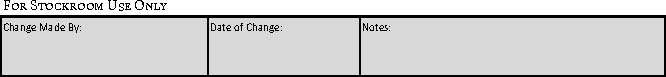 For Stockroom Use Only
Change Made By: Date of Change: Notes: